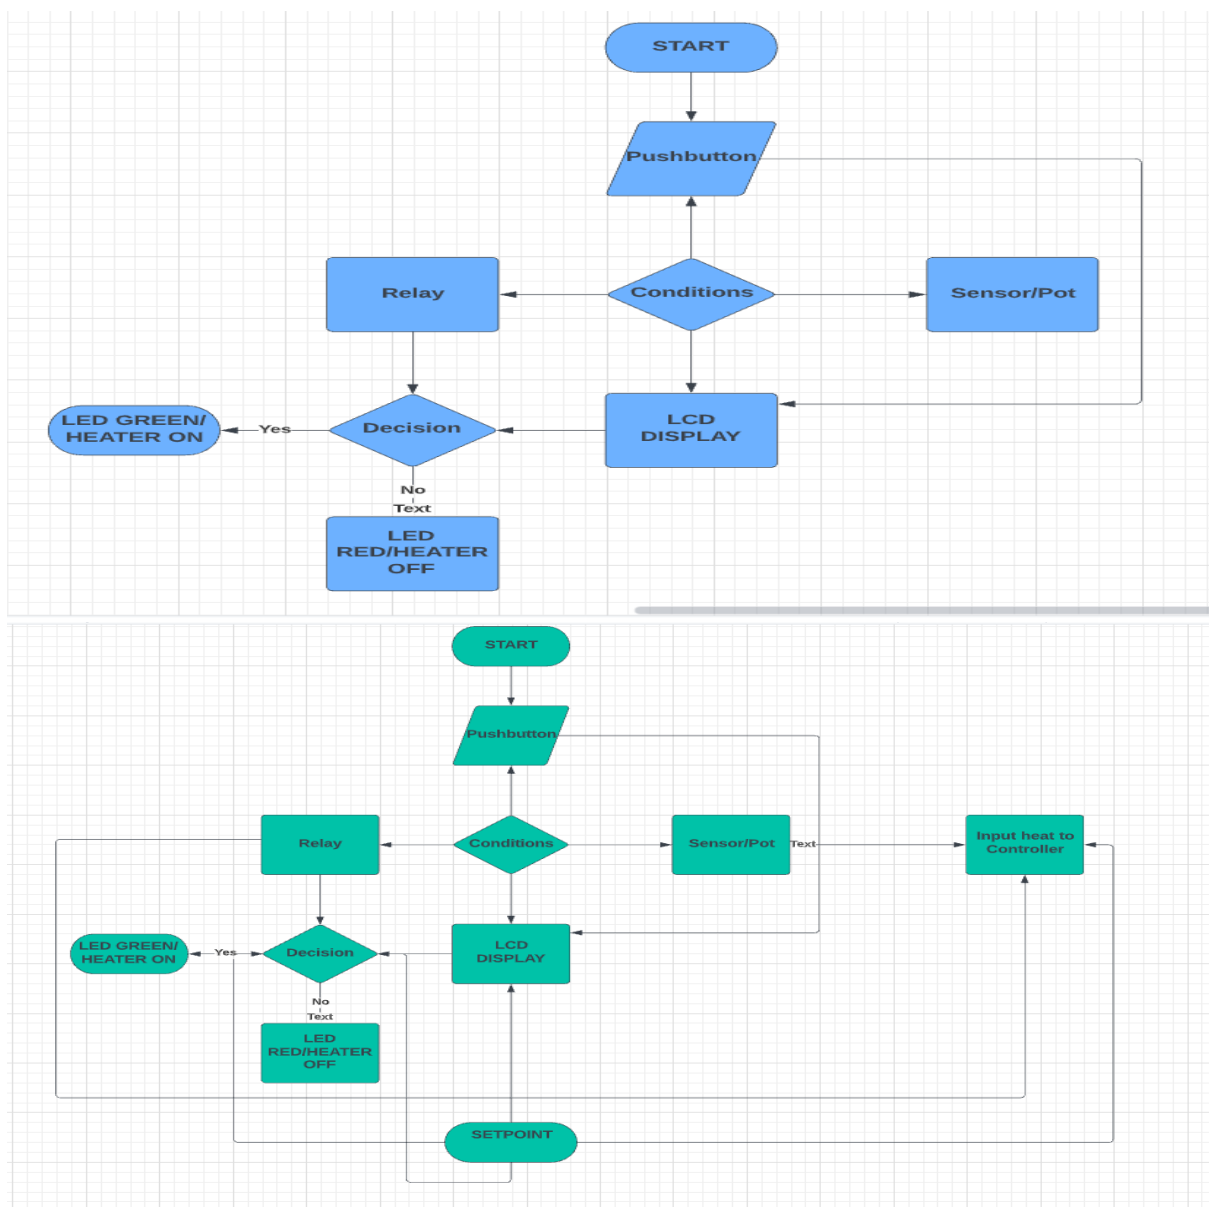 START
Pushbutton
Relay
Conditions
Sensor/Pot
LED GREEN/
HEATER ON
Yes
Decision
LCD
DISPLAY
No
Text
LED
RED/HEATER
OFF
START
Pushbutton
Relay
Conditions
Sensor/Pot
Text
Input heat to
Controller
LED GREEN/
HEATER ON
Yes
Decision
LCD
DISPLAY
No
Text
LED
RED/HEATER
OFF
SETPOINT